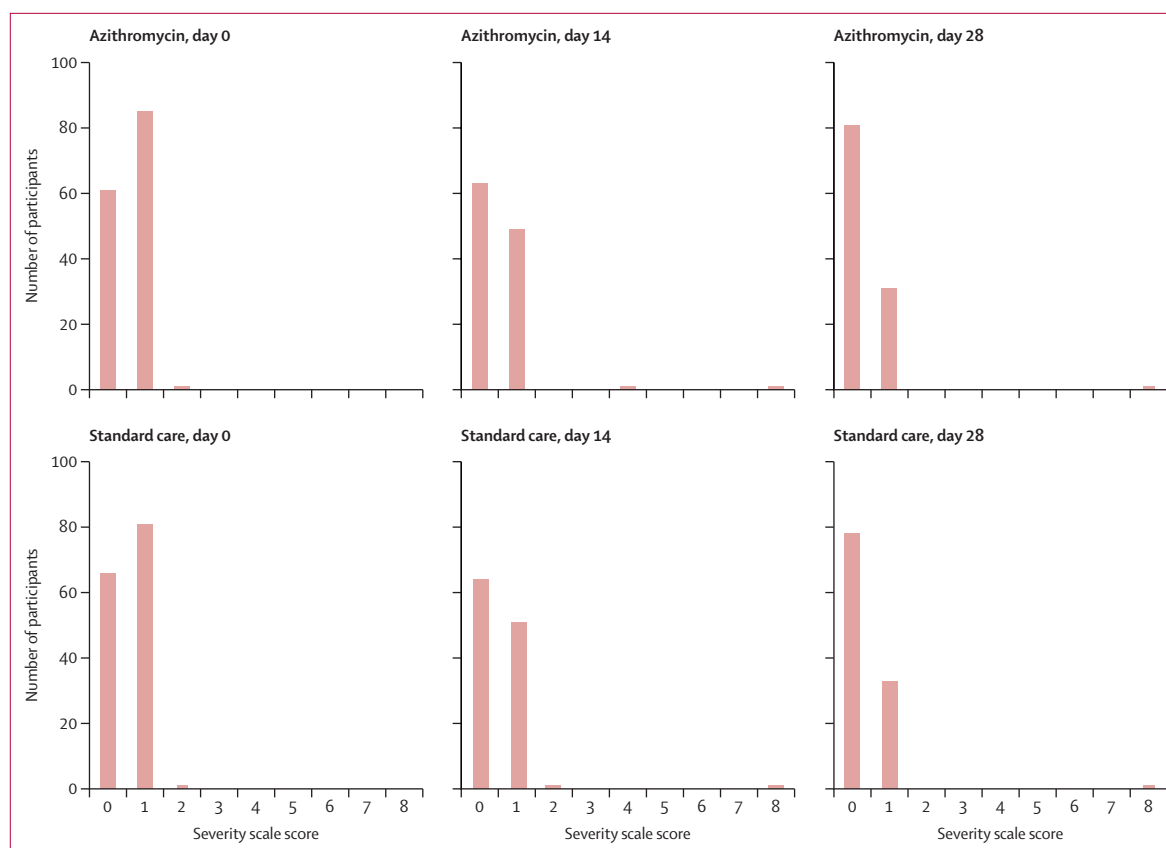 Azithromycin, day 0
Azithromycin, day 14
Azithromycin, day 28
Number of participants
100
80
60
40
20
0
Standard care, day 0
Standard care, day 14
Standard care, day 28
Number of participants
100
80
60
40
20
0
0 1 2 3 4 5 6 7 8
0 1 2 3 4 5 6 7 8
0 1 2 3 4 5 6 7 8
Severity scale score
Severity scale score
Severity scale score